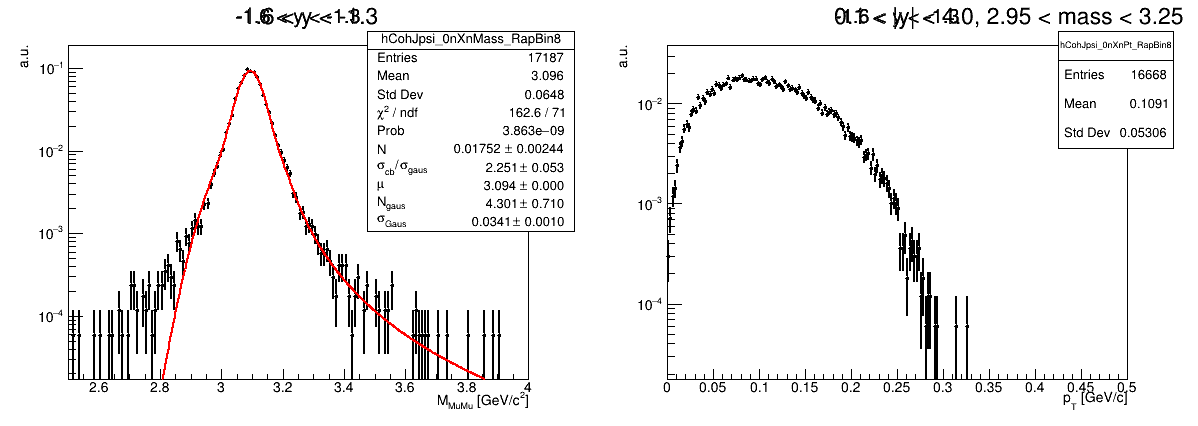 a.u.
hCohJpsi_0nXnMass_RapBin8
Entries 17187
Mean 3.096
Std Dev 0.0648
χ² / ndf 162.6 / 71
Prob 3.863e−09
N 0.01752 ± 0.00244
σcb/σgaus 2.251 ± 0.053
μ 3.094 ± 0.000
Ngaus 4.301 ± 0.710
σGaus 0.0341 ± 0.0010
10⁻¹
10⁻²
10⁻³
10⁻⁴
2.6 2.8 3 3.2 3.4 3.6 3.8 4
MMuMu [GeV/c²]
, 2.95 < mass < 3.25
a.u.
hCohJpsi_0nXnPt_RapBin8
Entries 16668
Mean 0.1091
Std Dev 0.05306
10⁻²
10⁻³
10⁻⁴
0 0.05 0.1 0.15 0.2 0.25 0.3 0.35 0.4 0.45 0.5
pT [GeV/c]